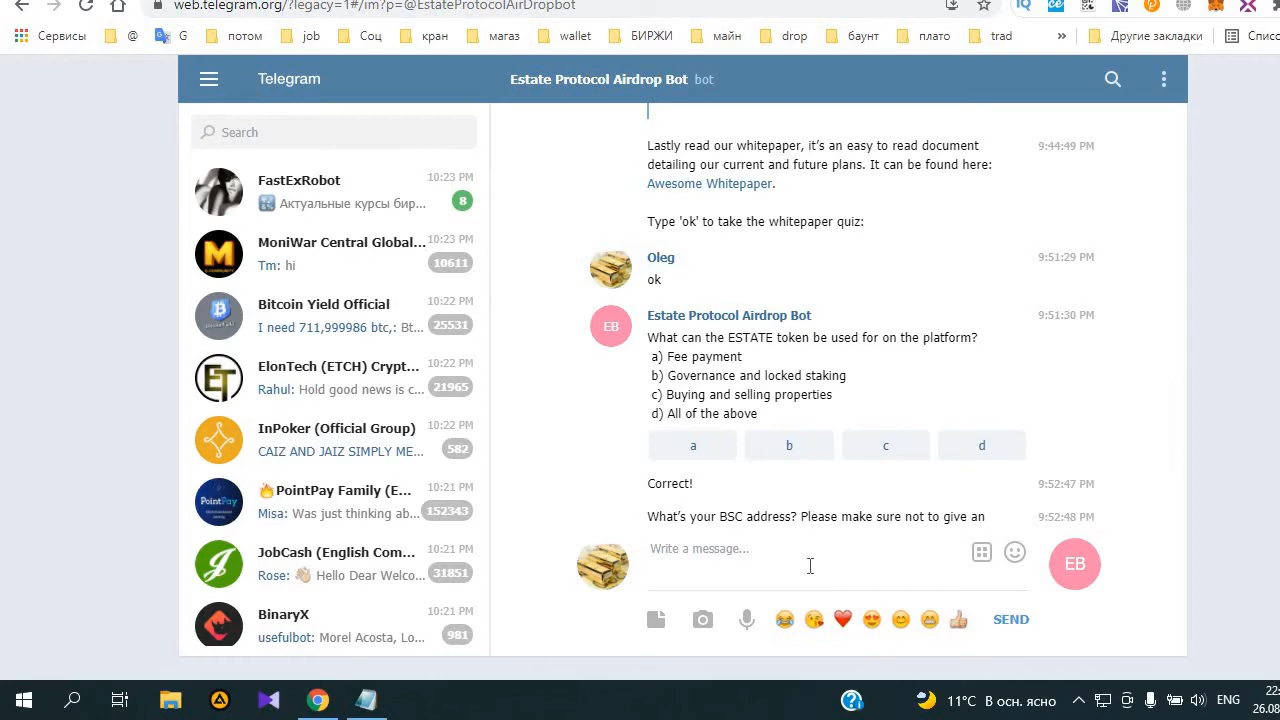 web.telegram.org/?legacy=1#/im?p=@EstateProtocolAirDropbot
Сервисы @ G потом job Соц кран магаз wallet БИРЖИ майн drop баунт плато trad » Другие закладки Списо
Telegram
Estate Protocol Airdrop Bot bot
Search
FastExRobot 10:23 PM
Актуальные курсы бир... 8
MoniWar Central Global... 10:23 PM
Tm: hi 10611
Bitcoin Yield Official 10:22 PM
I need 711,999986 btc,: Bt... 25531
ElonTech (ETCH) Crypt... 10:22 PM
Rahul: Hold good news is c... 21965
InPoker (Official Group) 10:22 PM
CAIZ AND JAIZ SIMPLY ME... 582
PointPay
🔥PointPay Family (E... 10:21 PM
Misa: Was just thinking ab... 152343
JobCash (English Com... 10:21 PM
Rose: 👋🏼 Hello Dear Welco... 31851
BinaryX 10:21 PM
usefulbot: Morel Acosta, Lo... 981
Lastly read our whitepaper, it’s an easy to read document 9:44:49 PM
detailing our current and future plans. It can be found here:
Awesome Whitepaper.
Type 'ok' to take the whitepaper quiz:
Oleg 9:51:29 PM
ok
EB
Estate Protocol Airdrop Bot 9:51:30 PM
What can the ESTATE token be used for on the platform?
a) Fee payment
b) Governance and locked staking
c) Buying and selling properties
d) All of the above
a b c d
Correct! 9:52:47 PM
What’s your BSC address? Please make sure not to give an 9:52:48 PM
Write a message...
EB
😂 😘 ❤️ 😍 😊 😁 👍🏼 SEND
11°C В осн. ясно ENG
22:
26.08